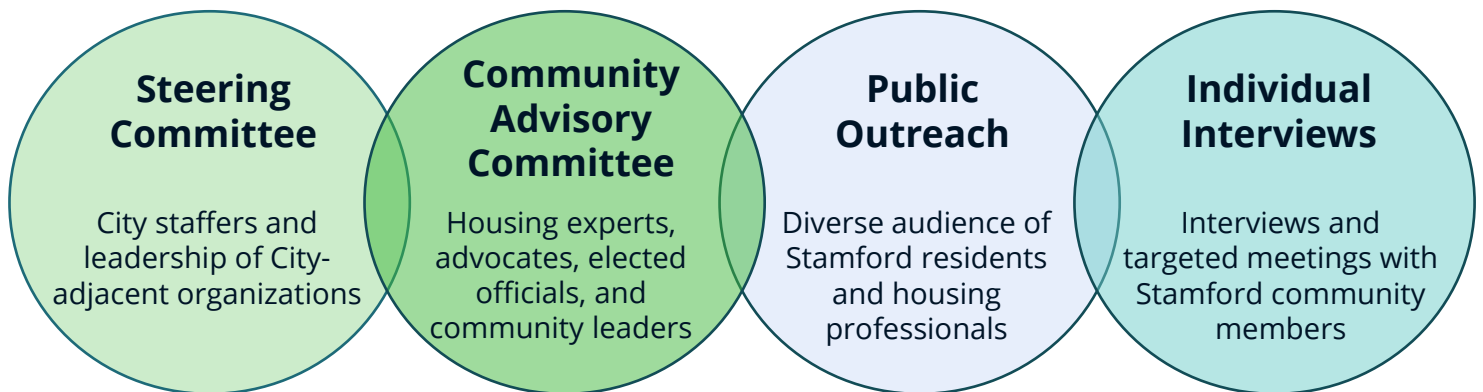 Steering
Committee
City staffers and
leadership of City-
adjacent organizations
Community
Advisory
Committee
Housing experts,
advocates, elected
officials, and
community leaders
Public
Outreach
Diverse audience of
Stamford residents
and housing
professionals
Individual
Interviews
Interviews and
targeted meetings with
Stamford community
members